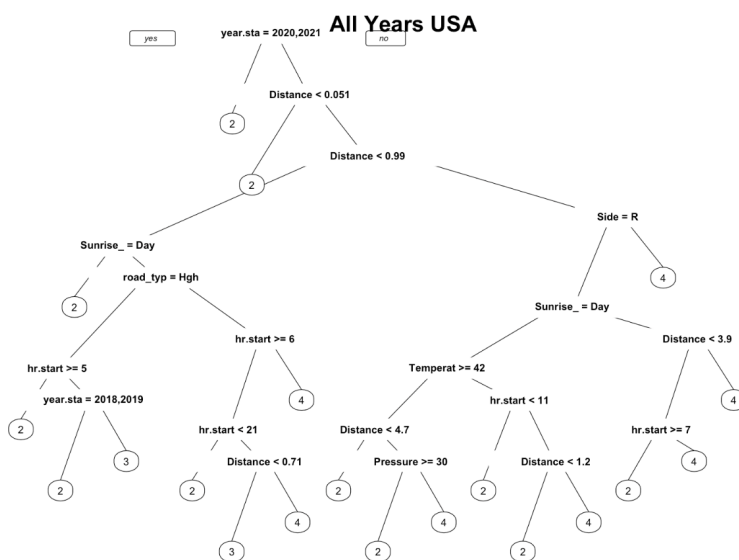 All Years USA
yes
year.sta = 2020,2021
no
Distance < 0.051
2
Distance < 0.99
2
Side = R
Sunrise_ = Day
4
road_typ = Hgh
2
Sunrise_ = Day
hr.start >= 6
Distance < 3.9
hr.start >= 5
Temperat >= 42
year.sta = 2018,2019
4
hr.start < 11
4
2
hr.start < 21
Distance < 4.7
hr.start >= 7
3
Distance < 0.71
Pressure >= 30
Distance < 1.2
4
2
2
2
2
2
4
4
4
3
2
2